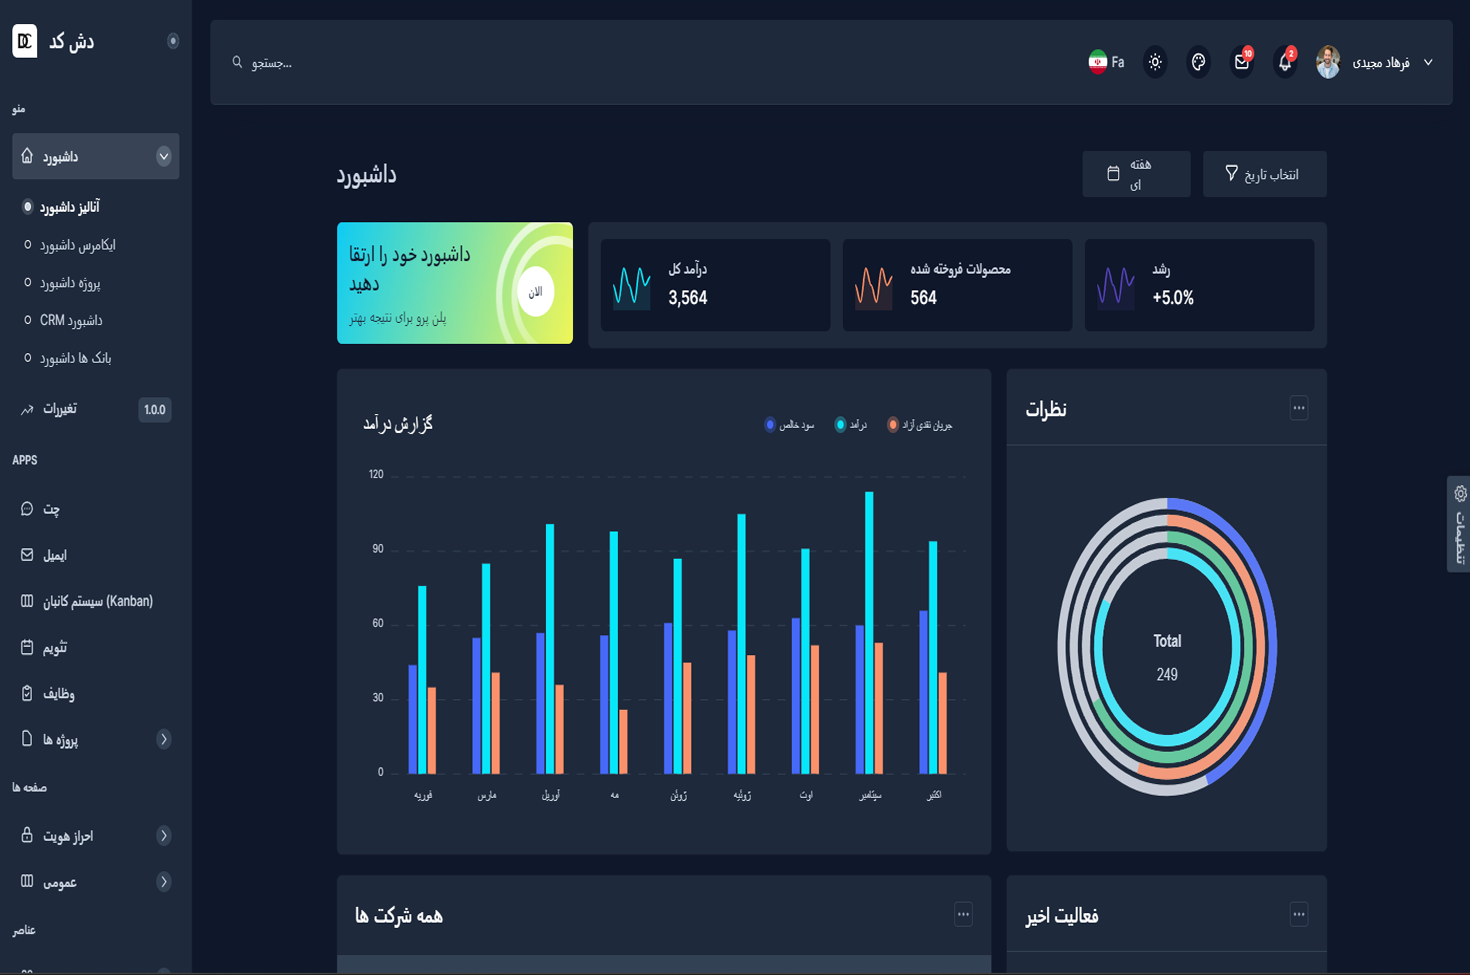 دش کد
منو
داشبورد
آنالیز داشبورد
ایکامرس داشبورد
پروژه داشبورد
داشبورد CRM
بانک ها داشبورد
تغیررات
1.0.0
APPS
چت
ایمیل
سیستم کانبان (Kanban)
تثویم
وظایف
پروژه ها
صفحه ها
احراز هویت
عمومی
عناصر
جستجو...
Fa
10
2
فرهاد مجیدی
داشبورد
هفته
ای
انتخاب تاریخ
داشبورد خود را ارتقا
دهید
پلن پرو برای نتیجه بهتر
الان
درآمد کل
3,564
محصولات فروخته شده
564
رشد
+5.0%
گزارش درآمد
سود خالص
درآمد
جریان نقدی آزاد
120
90
60
30
0
فوریه
مارس
آوریل
مه
ژوئن
ژوئیه
اوت
سپتامبر
اکتبر
نظرات
Total
249
تنظیمات
همه شرکت ها
فعالیت اخیر